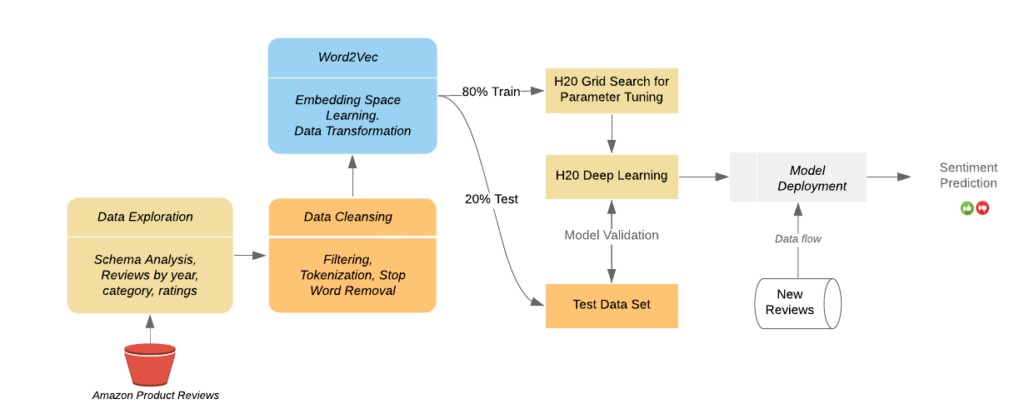 Word2Vec
Embedding Space
Learning.
Data Transformation
80% Train
20% Test
H20 Grid Search for
Parameter Tuning
H20 Deep Learning
Model Validation
Test Data Set
Model
Deployment
Sentiment
Prediction
Data flow
New
Reviews
Data Exploration
Schema Analysis,
Reviews by year,
category, ratings
Data Cleansing
Filtering,
Tokenization, Stop
Word Removal
Amazon Product Reviews